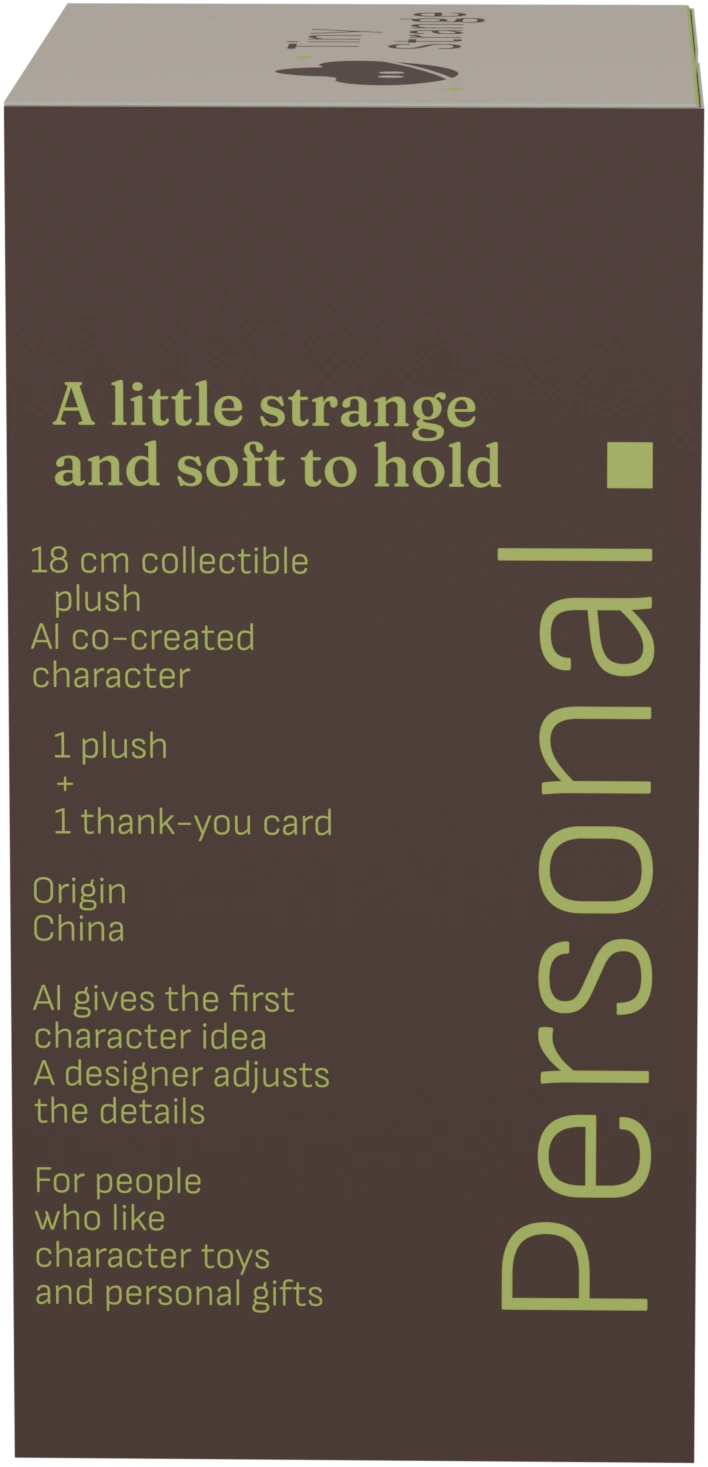 Tiny
Strange
A little strange
and soft to hold
18 cm collectible
plush
AI co-created
character
1 plush
+
1 thank-you card
Origin
China
AI gives the first
character idea
A designer adjusts
the details
For people
who like
character toys
and personal gifts
Personal.